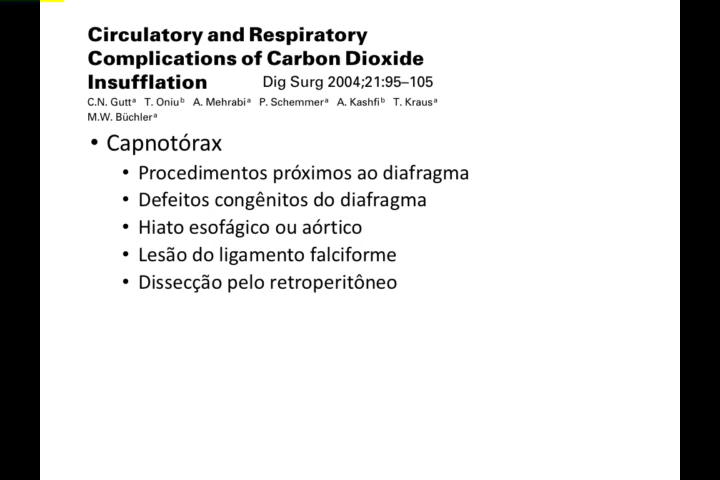 Circulatory and Respiratory
Complications of Carbon Dioxide
Insufflation Dig Surg 2004;21:95–105
C.N. Gutt a T. Oniu b A. Mehrabi a P. Schemmer a A. Kashfi b T. Kraus a
M.W. Büchler a
• Capnotórax
• Procedimentos próximos ao diafragma
• Defeitos congênitos do diafragma
• Hiato esofágico ou aórtico
• Lesão do ligamento falciforme
• Dissecção pelo retroperitôneo